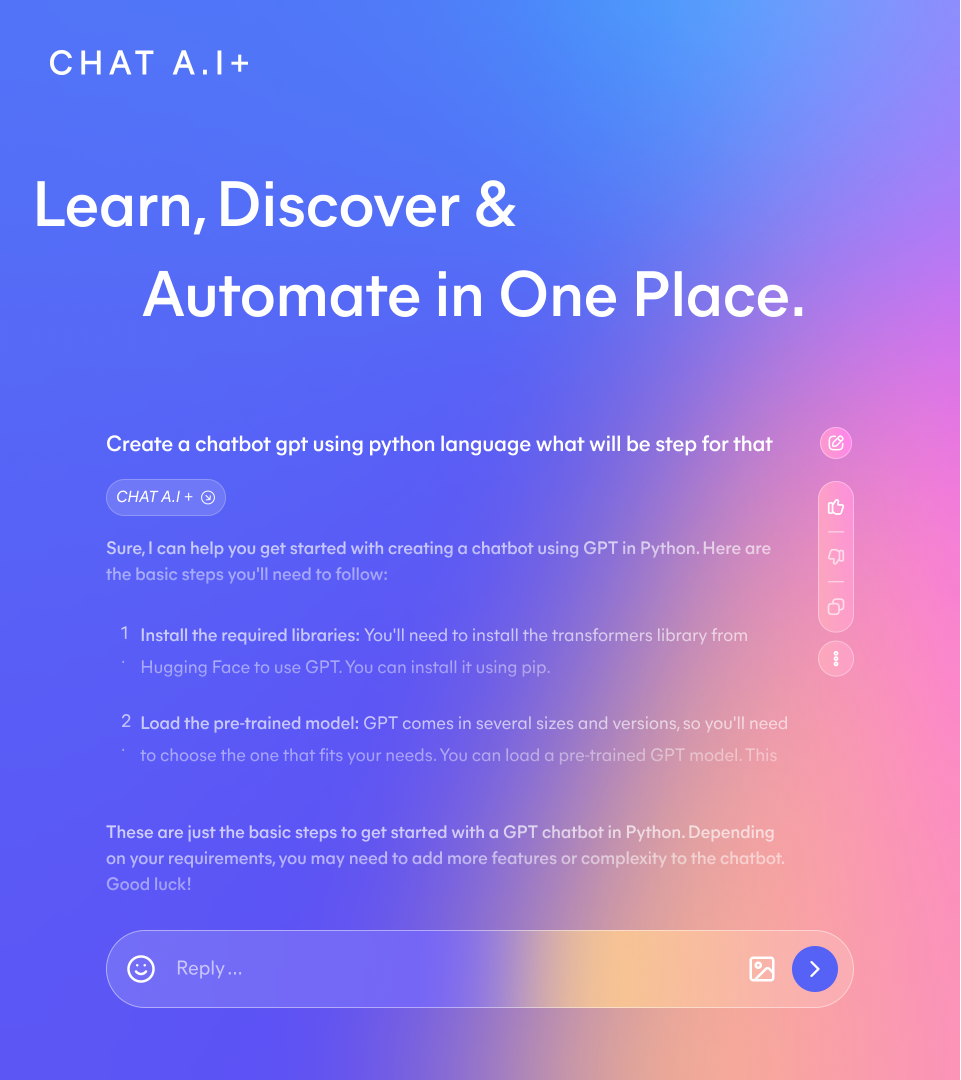 CHAT A.I+
Learn, Discover &
Automate in One Place.
Create a chatbot gpt using python language what will be step for that
CHAT A.I +
Sure, I can help you get started with creating a chatbot using GPT in Python. Here are
the basic steps you'll need to follow:
1 Install the required libraries: You'll need to install the transformers library from
. Hugging Face to use GPT. You can install it using pip.
2 Load the pre-trained model: GPT comes in several sizes and versions, so you'll need
. to choose the one that fits your needs. You can load a pre-trained GPT model. This
These are just the basic steps to get started with a GPT chatbot in Python. Depending
on your requirements, you may need to add more features or complexity to the chatbot.
Good luck!
Reply ...